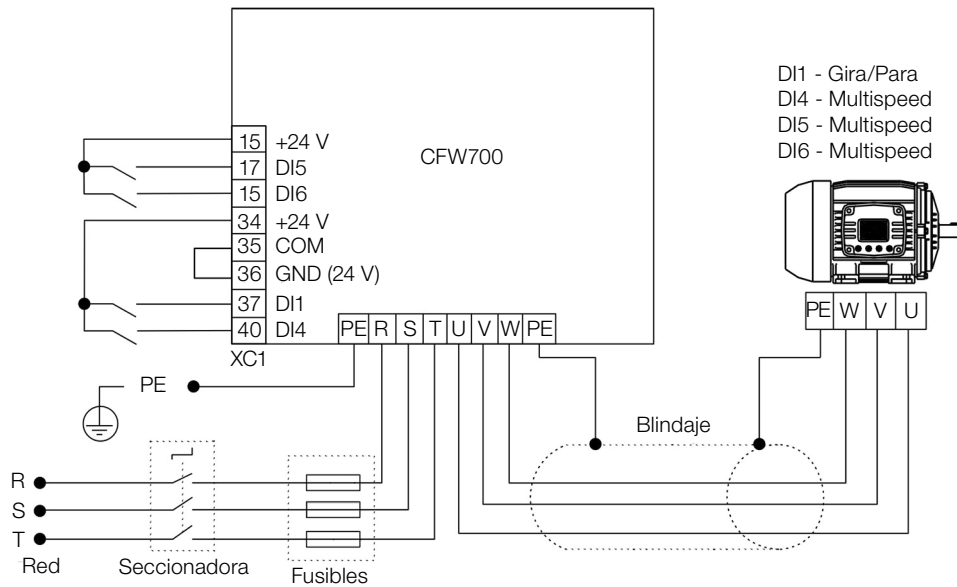 CFW700
DI1 - Gira/Para
DI4 - Multispeed
DI5 - Multispeed
DI6 - Multispeed
15 +24 V
17 DI5
15 DI6
34 +24 V
35 COM
36 GND (24 V)
37 DI1
40 DI4
XC1
PE R S T U V W PE
PE W V U
PE
Blindaje
R
S
T
Red
Seccionadora
Fusibles